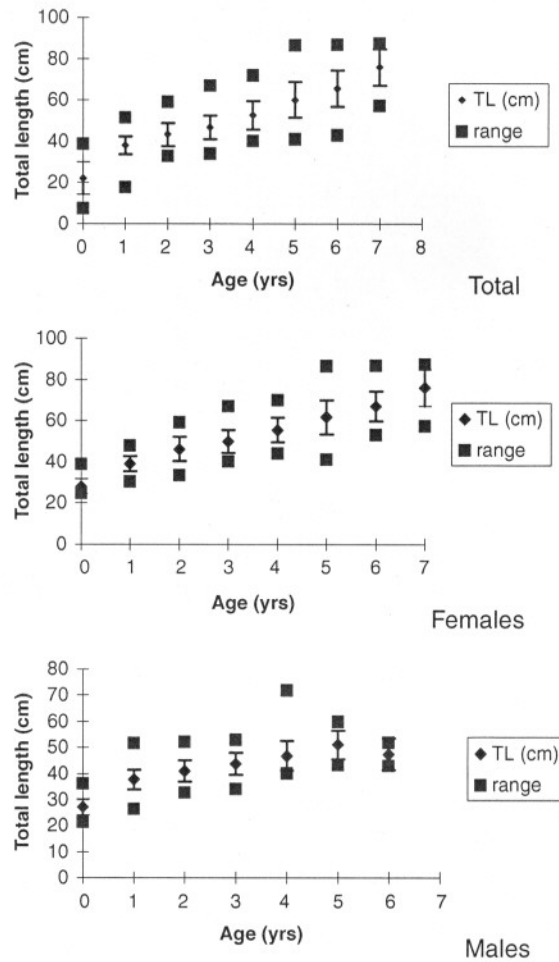 100
80
60
40
20
0
Total length (cm)
0 1 2 3 4 5 6 7 8
Age (yrs)
TL (cm)
range
Total
100
80
60
40
20
0
Total length (cm)
0 1 2 3 4 5 6 7
Age (yrs)
TL (cm)
range
Females
80
70
60
50
40
30
20
10
0
Total length (cm)
0 1 2 3 4 5 6 7
Age (yrs)
TL (cm)
range
Males